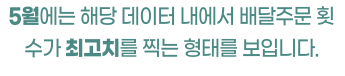 5월에는 해당 데이터 내에서 배달주문 횟
수가 최고치를 찍는 형태를 보입니다.